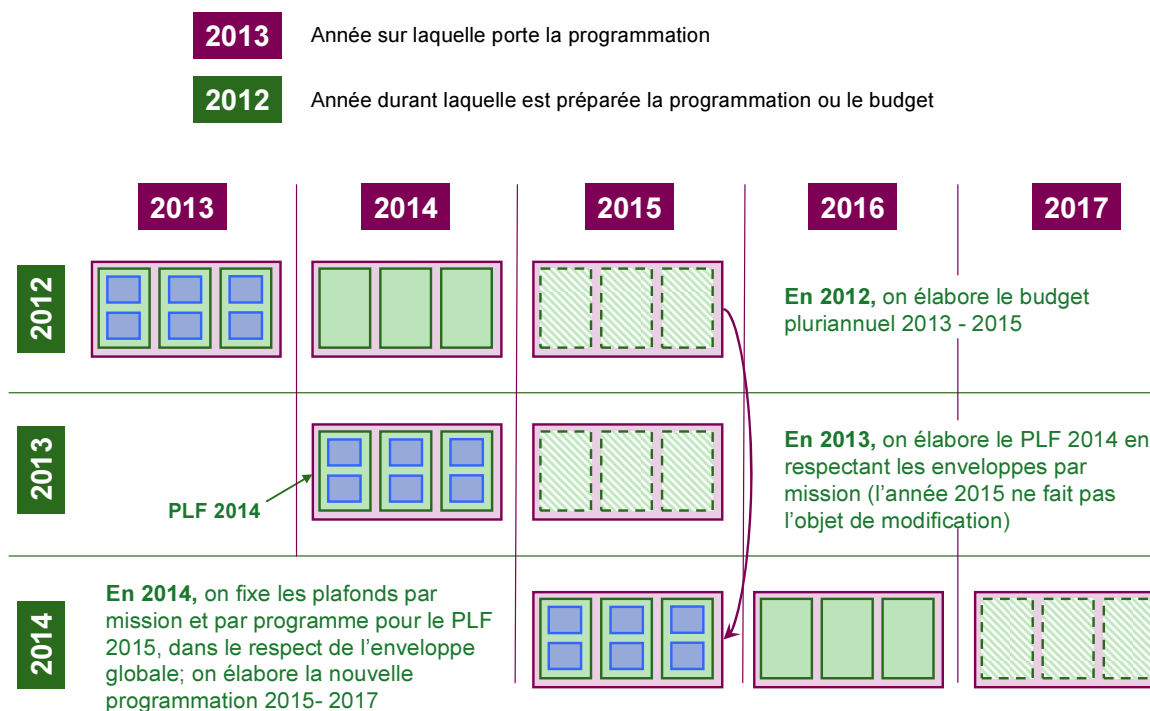 2013 Année sur laquelle porte la programmation
2012 Année durant laquelle est préparée la programmation ou le budget
2013 2014 2015 2016 2017
2012
En 2012, on élabore le budget
pluriannuel 2013 - 2015
2013
PLF 2014
En 2013, on élabore le PLF 2014 en
respectant les enveloppes par
mission (l’année 2015 ne fait pas
l’objet de modification)
2014
En 2014, on fixe les plafonds par
mission et par programme pour le PLF
2015, dans le respect de l’enveloppe
globale; on élabore la nouvelle
programmation 2015- 2017